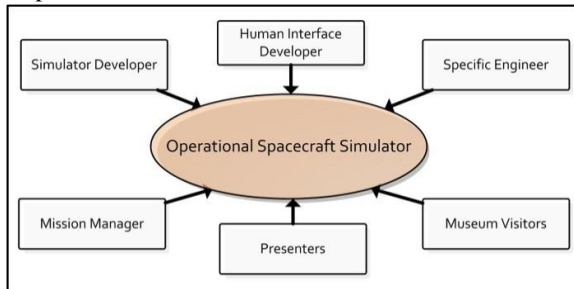 Human Interface
Developer
Simulator Developer
Specific Engineer
Operational Spacecraft Simulator
Mission Manager
Presenters
Museum Visitors